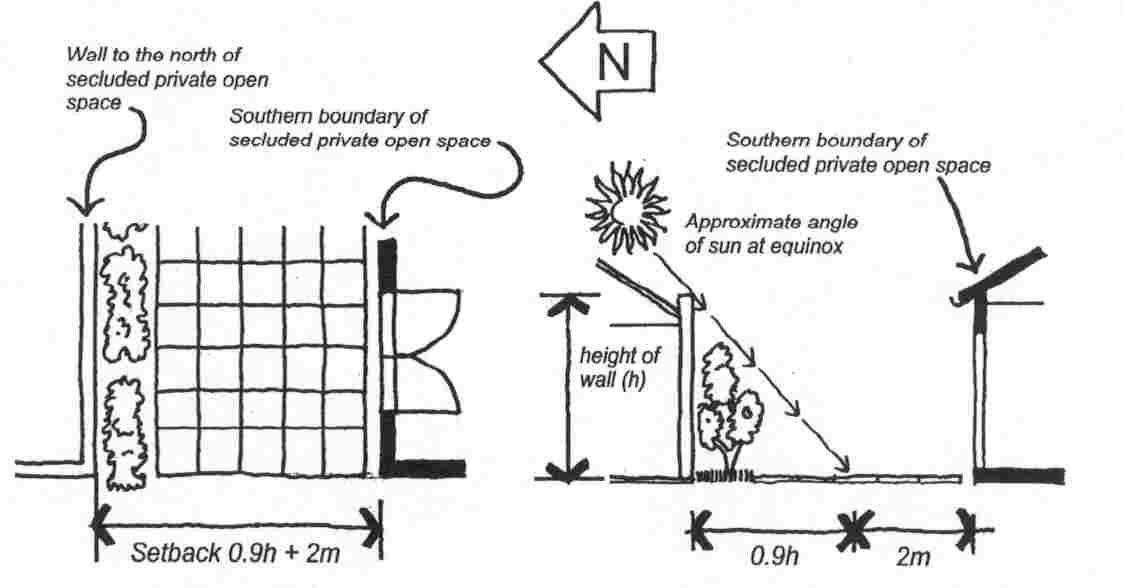 Wall to the north of
secluded private open
space
Southern boundary of
secluded private open space
N
Southern boundary of
secluded private open space
Approximate angle
of sun at equinox
height of
wall (h)
Setback 0.9h + 2m
0.9h
2m